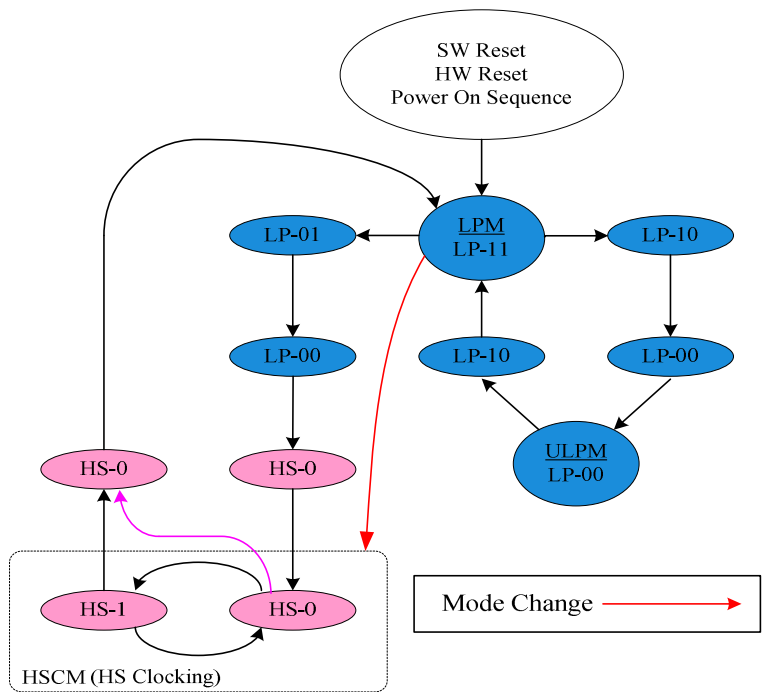 SW Reset
HW Reset
Power On Sequence
LP-01
LPM
LP-11
LP-10
LP-00
LP-10
LP-00
ULPM
LP-00
HS-0
HS-0
HS-1
HS-0
Mode Change
HSCM (HS Clocking)